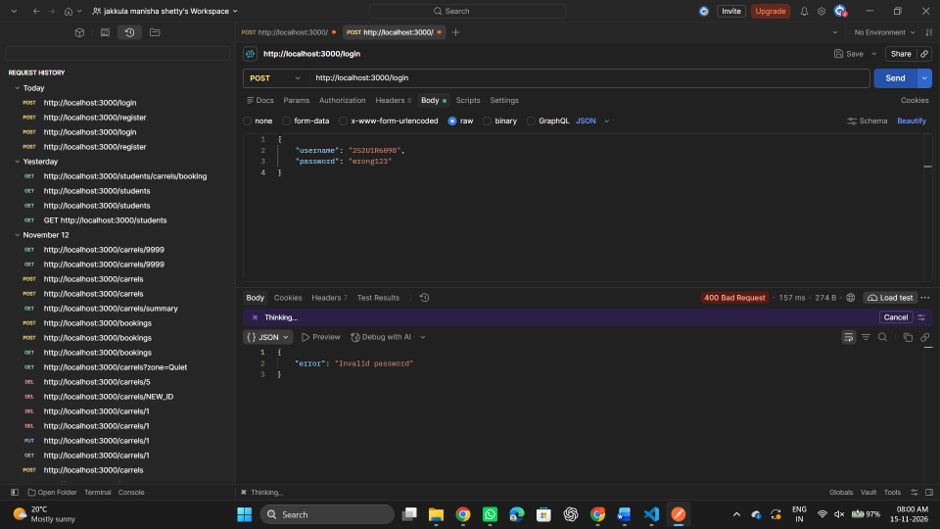 jakkula manisha shetty's Workspace
Search
Invite
Upgrade
POST http://localhost:3000/
POST http://localhost:3000/
No Environment
http://localhost:3000/login
Save
Share
REQUEST HISTORY
POST
http://localhost:3000/login
Send
Today
POST http://localhost:3000/login
POST http://localhost:3000/register
POST http://localhost:3000/login
POST http://localhost:3000/register
Yesterday
GET http://localhost:3000/students/carrels/booking
GET http://localhost:3000/students
GET http://localhost:3000/students
GET GET http://localhost:3000/students
November 12
GET http://localhost:3000/carrels/9999
GET http://localhost:3000/carrels/9999
POST http://localhost:3000/carrels
POST http://localhost:3000/carrels
GET http://localhost:3000/carrels/summary
POST http://localhost:3000/bookings
POST http://localhost:3000/bookings
GET http://localhost:3000/bookings
GET http://localhost:3000/carrels?zone=Quiet
DEL http://localhost:3000/carrels/5
DEL http://localhost:3000/carrels/NEW_ID
DEL http://localhost:3000/carrels/1
DEL http://localhost:3000/carrels/1
PUT http://localhost:3000/carrels/1
GET http://localhost:3000/carrels/1
POST http://localhost:3000/carrels
Docs Params Authorization Headers 8 Body Scripts Settings Cookies
none form-data x-www-form-urlencoded raw binary GraphQL JSON Schema Beautify
1 {
2 "username": "252U1R6098",
3 "password": "wrong123"
4 }
Body Cookies Headers 7 Test Results 400 Bad Request 157 ms 274 B Load test
Thinking... Cancel
{} JSON Preview Debug with AI
1 {
2 "error": "Invalid password"
3 }
Open Folder Terminal Console Thinking... Globals Vault Tools
20°C
Mostly sunny
Search
ENG
IN
97%
08:00 AM
15-11-2026